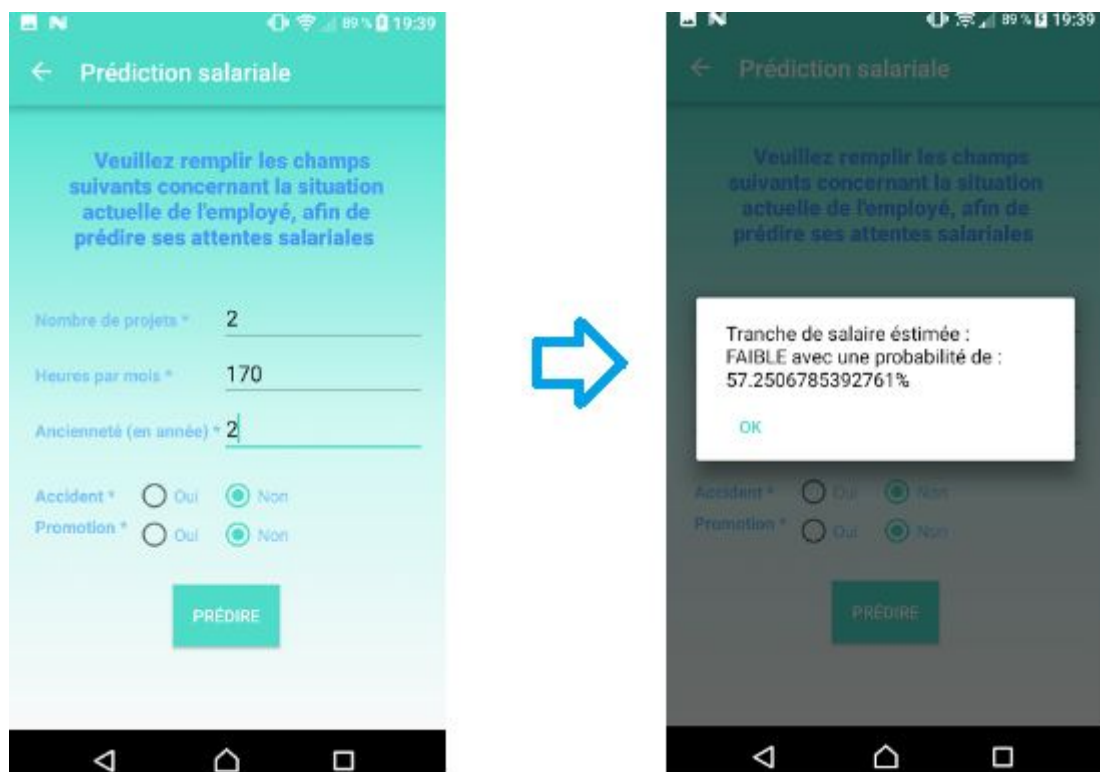 89 % 19:39
Prédiction salariale
Veuillez remplir les champs
suivants concernant la situation
actuelle de l'employé, afin de
prédire ses attentes salariales
Nombre de projets * 2
Heures par mois * 170
Ancienneté (en année) * 2
Accident * Oui Non
Promotion * Oui Non
PRÉDIRE
89 % 19:39
Prédiction salariale
Veuillez remplir les champs
suivants concernant la situation
actuelle de l'employé, afin de
prédire ses attentes salariales
Tranche de salaire éstimée :
FAIBLE avec une probabilité de :
57.2506785392761%
OK
Accident * Oui Non
Promotion * Oui Non
PRÉDIRE